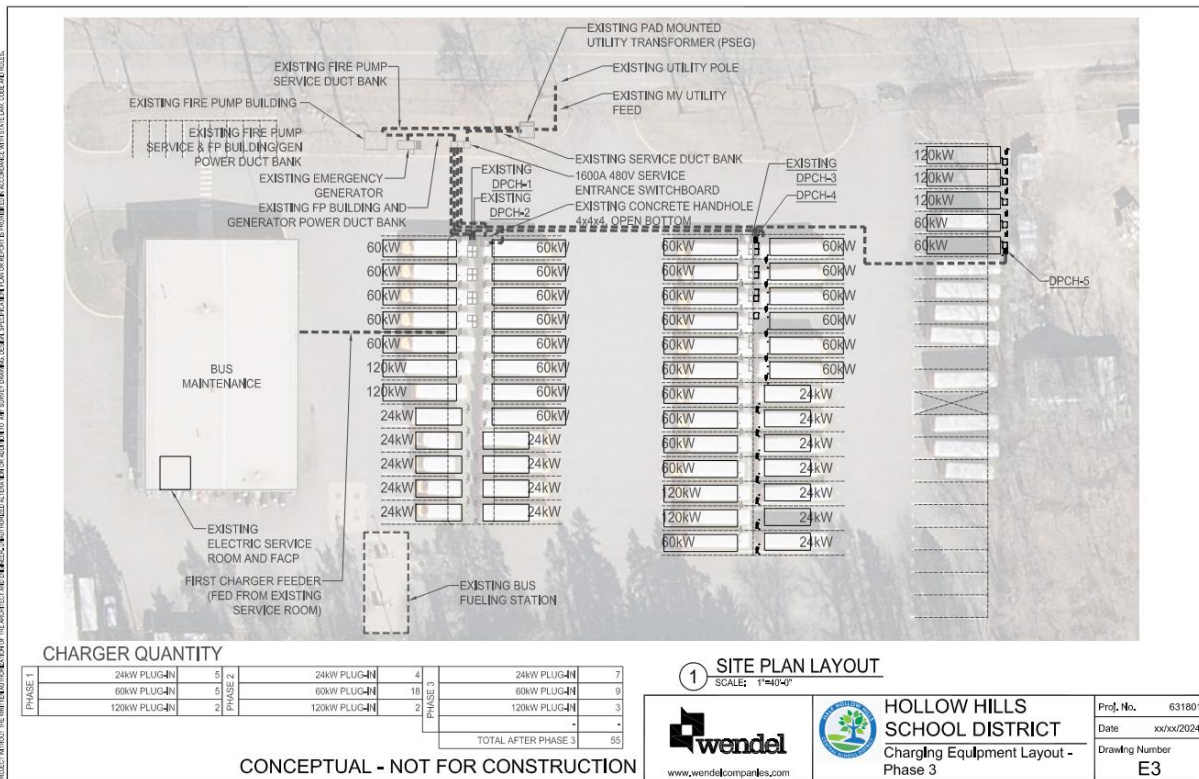 EXISTING PAD MOUNTED
UTILITY TRANSFORMER (PSEG)
EXISTING FIRE PUMP
SERVICE DUCT BANK
EXISTING UTILITY POLE
EXISTING FIRE PUMP BUILDING
EXISTING MV UTILITY
FEED
EXISTING FIRE PUMP
SERVICE & FP BUILDING/GEN
POWER DUCT BANK
EXISTING EMERGENCY
GENERATOR
EXISTING FP BUILDING AND
GENERATOR POWER DUCT BANK
EXISTING
DPCH-1
EXISTING
DPCH-2
EXISTING SERVICE DUCT BANK
1600A 480V SERVICE
ENTRANCE SWITCHBOARD
EXISTING CONCRETE HANDHOLE
4x4x4, OPEN BOTTOM
EXISTING
DPCH-3
DPCH-4
120kW
120kW
120kW
60kW
60kW
DPCH-5
60kW 60kW 60kW 60kW
60kW 60kW 60kW 60kW
60kW 60kW 60kW 60kW
60kW 60kW 60kW 60kW
60kW 60kW 60kW 60kW
120kW 60kW 60kW 60kW
120kW 60kW 60kW 24kW
24kW 60kW 60kW 24kW
24kW 24kW 60kW 24kW
24kW 24kW 60kW 24kW
24kW 24kW 120kW 24kW
24kW 24kW 120kW 24kW
60kW 24kW
BUS
MAINTENANCE
EXISTING
ELECTRIC SERVICE
ROOM AND FACP
FIRST CHARGER FEEDER
(FED FROM EXISTING
SERVICE ROOM)
EXISTING BUS
FUELING STATION
CHARGER QUANTITY
PHASE 1
24kW PLUG-IN 5
60kW PLUG-IN 5
120kW PLUG-IN 2
PHASE 2
24kW PLUG-IN 4
60kW PLUG-IN 18
120kW PLUG-IN 2
PHASE 3
24kW PLUG-IN 7
60kW PLUG-IN 9
120kW PLUG-IN 3
- -
TOTAL AFTER PHASE 3 55
CONCEPTUAL - NOT FOR CONSTRUCTION
1 SITE PLAN LAYOUT
SCALE: 1"=40'-0"
wendel
www.wendelcompanies.com
HOLLOW HILLS
SCHOOL DISTRICT
Charging Equipment Layout -
Phase 3
Proj. No. 631801
Date xx/xx/2024
Drawing Number
E3